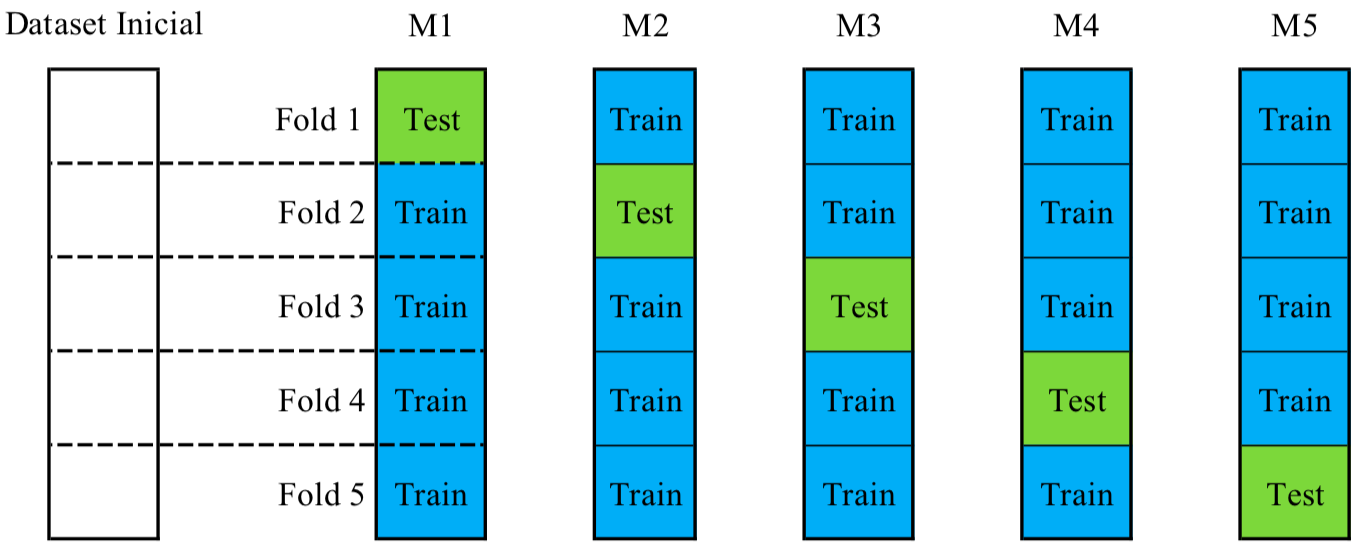 Dataset Inicial M1 M2 M3 M4 M5
Fold 1 Test Train Train Train Train
Fold 2 Train Test Train Train Train
Fold 3 Train Train Test Train Train
Fold 4 Train Train Train Test Train
Fold 5 Train Train Train Train Test